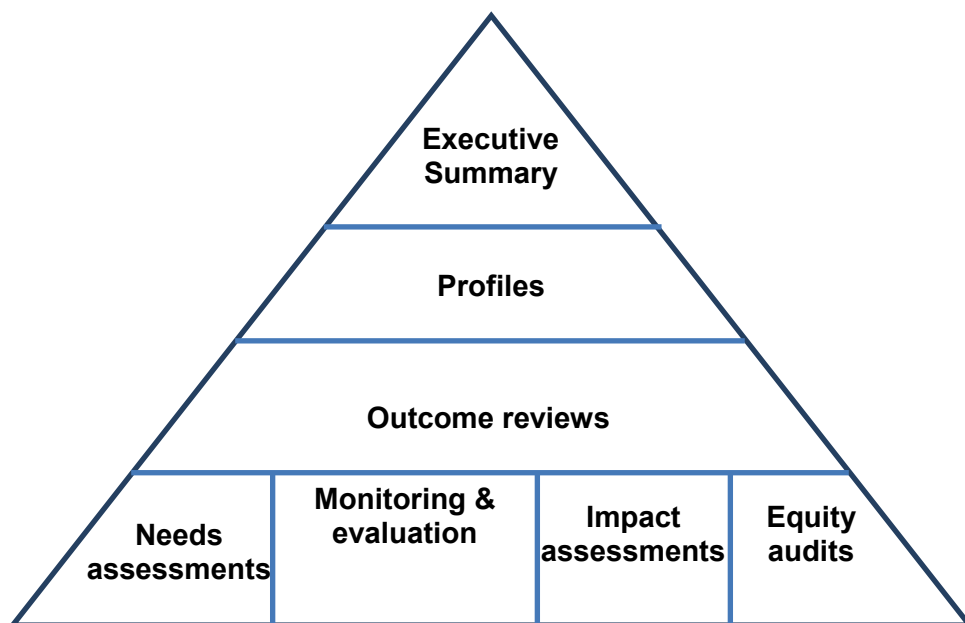 Executive
Summary
Profiles
Outcome reviews
Needs
assessments
Monitoring &
evaluation
Impact
assessments
Equity
audits